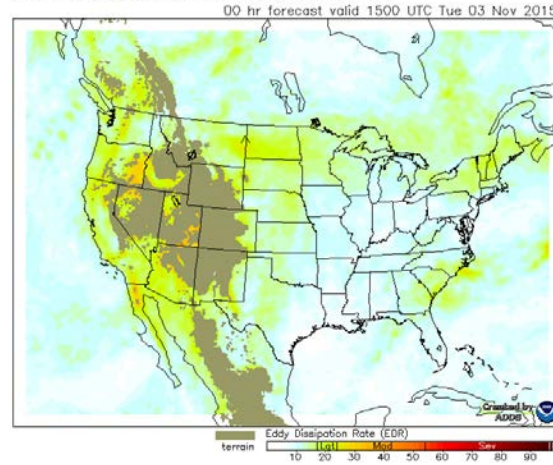 00 hr forecast valid 1500 UTC Tue 03 Nov 2015
Created by
ADDS
Eddy Dissipation Rate (EDR)
terrain
Lgt Mod Sev
10 20 30 40 50 60 70 80 90